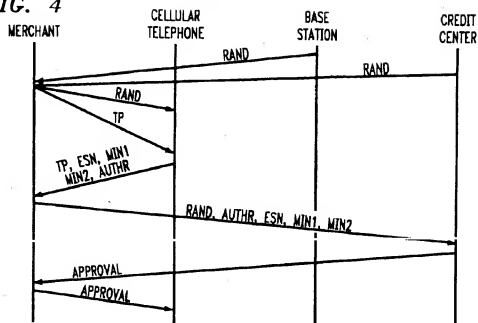 FIG. 4
MERCHANT
CELLULAR
TELEPHONE
BASE
STATION
CREDIT
CENTER
RAND
RAND
RAND
TP
TP, ESN, MIN1
MIN2, AUTHR
RAND, AUTHR, ESN, MIN1, MIN2
APPROVAL
APPROVAL